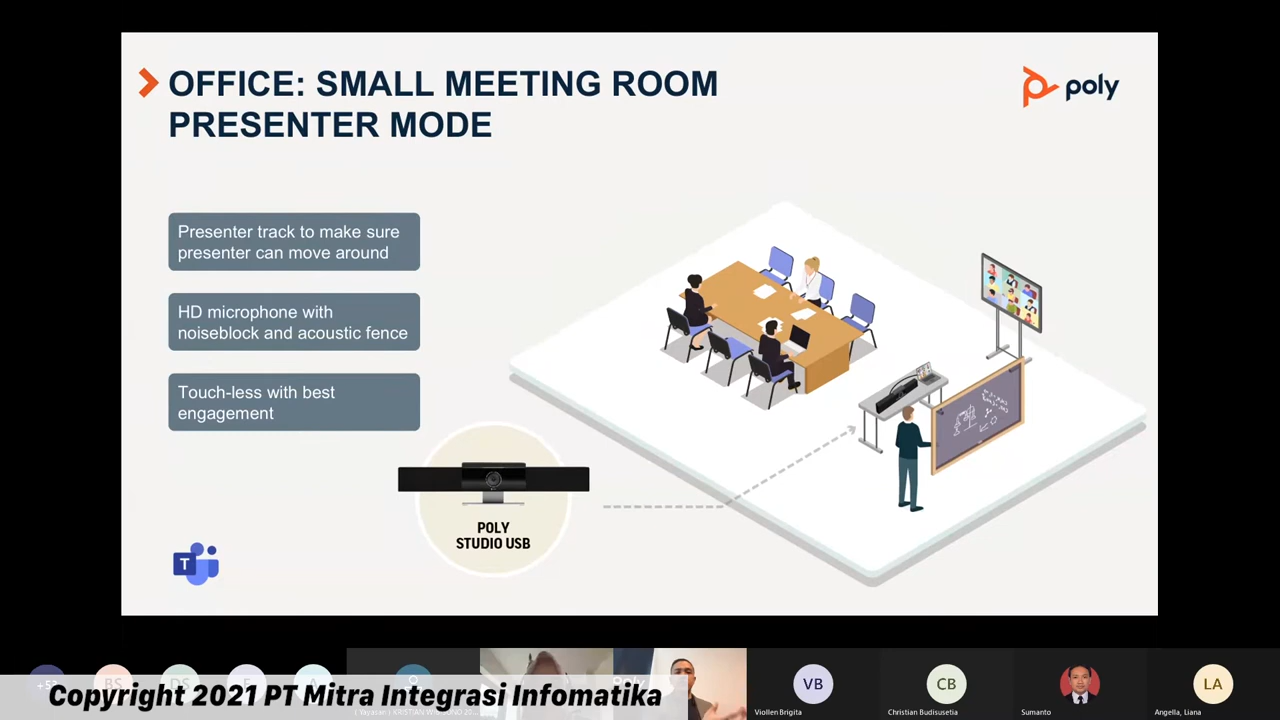 OFFICE: SMALL MEETING ROOM
PRESENTER MODE
poly
Presenter track to make sure
presenter can move around
HD microphone with
noiseblock and acoustic fence
Touch-less with best
engagement
POLY
STUDIO USB
T
VB
CB
LA
Viollen Brigita
Christian Budisusetia
Sumanto
Angella, Liana
Copyright 2021 PT Mitra Integrasi Infomatika